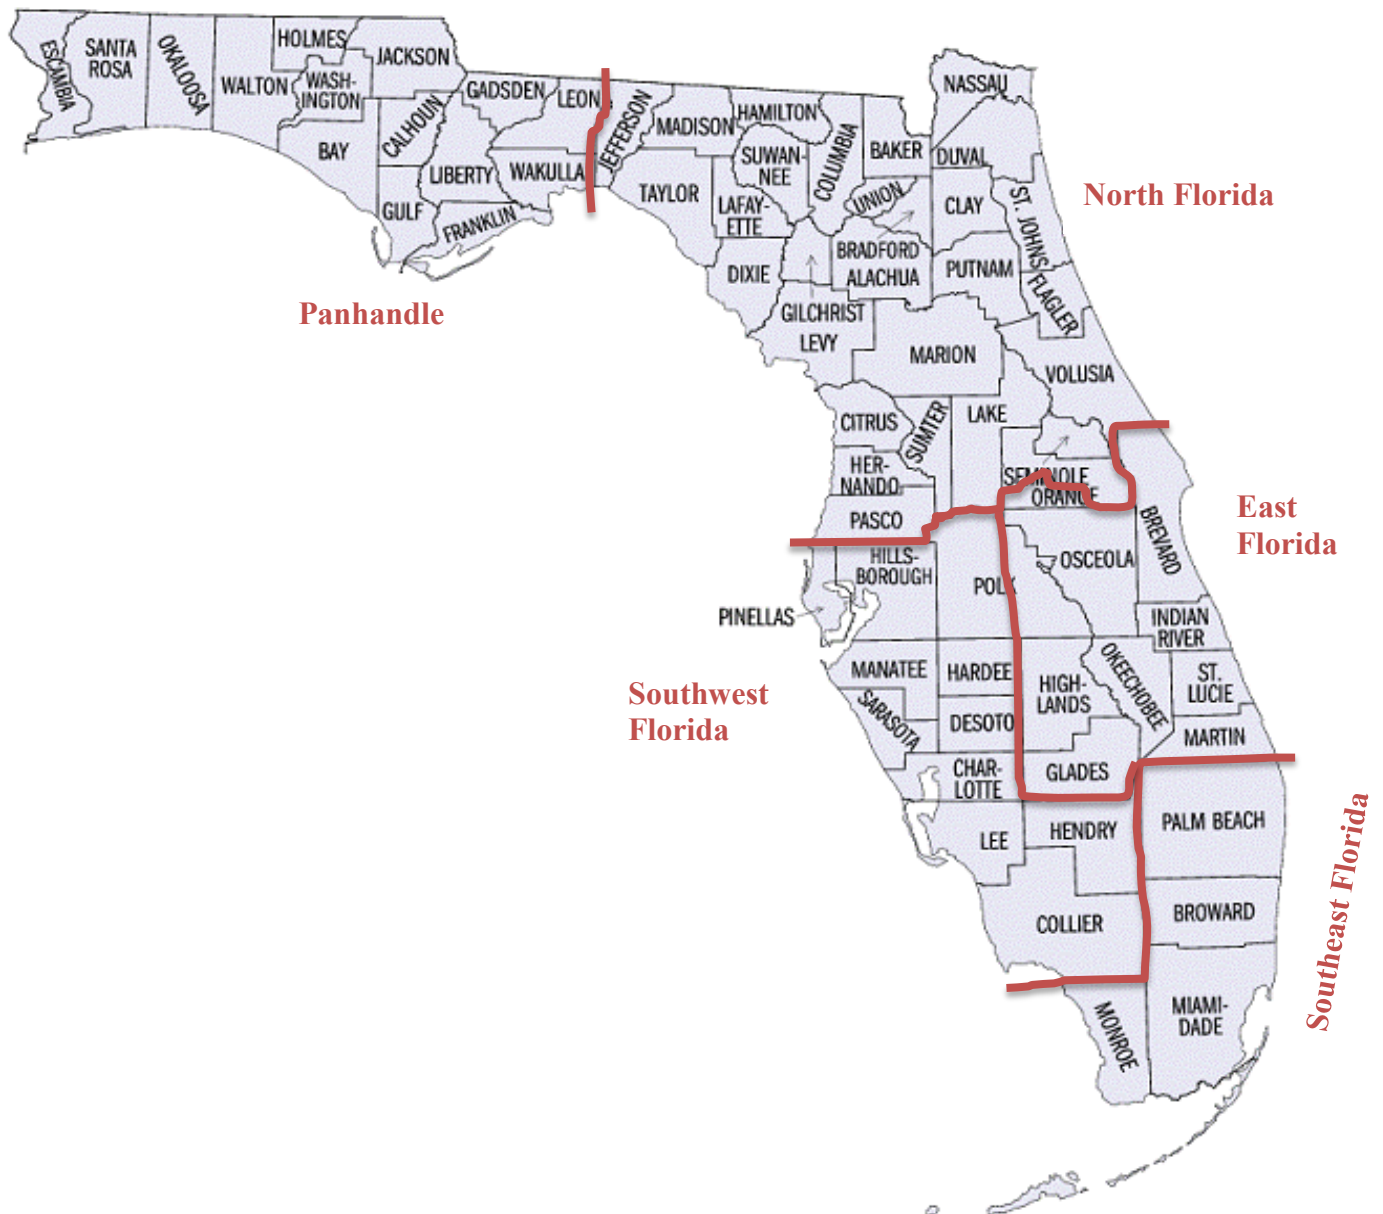 ESCAMBIA
SANTA
ROSA
OKALOOSA
WALTON
HOLMES
WASH-
INGTON
JACKSON
BAY
CALHOUN
GULF
GADSDEN
LIBERTY
FRANKLIN
LEON
WAKULLA
JEFFERSON
MADISON
TAYLOR
HAMILTON
SUWAN-
NEE
LAFAY-
ETTE
DIXIE
COLUMBIA
BAKER
UNION
BRADFORD
ALACHUA
GILCHRIST
LEVY
NASSAU
DUVAL
CLAY
ST. JOHNS
PUTNAM
FLAGLER
MARION
VOLUSIA
CITRUS
SUMTER
LAKE
HER-
NANDO
SEMINOLE
ORANGE
PASCO
BREVARD
HILLS-
BOROUGH
POLK
OSCEOLA
PINELLAS
INDIAN
RIVER
MANATEE
HARDEE
HIGH-
LANDS
OKEECHOBEE
ST.
LUCIE
SARASOTA
DESOTO
MARTIN
CHAR-
LOTTE
GLADES
LEE
HENDRY
PALM BEACH
COLLIER
BROWARD
MONROE
MIAMI-
DADE
North Florida
Panhandle
East
Florida
Southwest
Florida
Southeast Florida